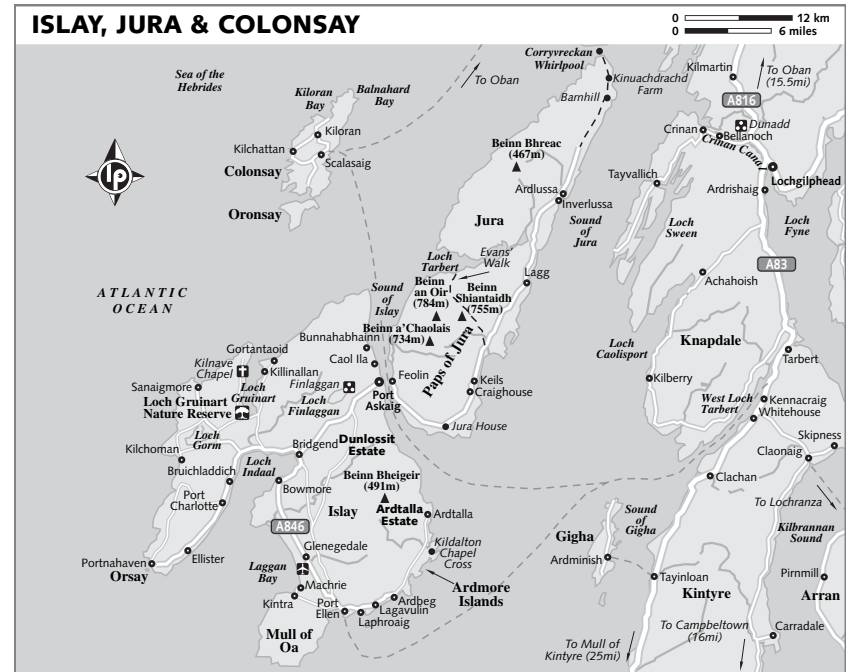 ISLAY, JURA & COLONSAY
0 12 km
0 6 miles
Sea of the
Hebrides
Kiloran
Bay
Balnahard
Bay
To Oban
Corryvreckan
Whirlpool
Kinuachdrachd
Farm
Barnhill
Kilmartin
To Oban
(15.5mi)
A816
Dunadd
Crinan
Bellanoch
Crinan Canal
Lochgilphead
Kiloran
Kilchattan
Scalasaig
Colonsay
Oronsay
lp
Beinn Bhreac
(467m)
Ardlussa
Inverlussa
Tayvallich
Ardrishaig
Jura
Sound
of
Jura
Loch
Sween
Loch
Fyne
Evans'
Walk
Loch
Tarbert
Lagg
A83
Achahoish
ATLANTIC
OCEAN
Sound
of
Islay
Beinn
an Oir
(784m)
Beinn
Shiantaidh
(755m)
Beinn a'Chaolais
(734m)
Paps of Jura
Knapdale
Loch
Caolisport
Tarbert
Bunnahabhainn
Gortantaoid
Caol Ila
Kilnave
Chapel
Killinallan
Finlaggan
Feolin
Keils
Craighouse
Kilberry
Sanaigmore
Loch Gruinart
Nature Reserve
Loch
Gruinart
Loch
Finlaggan
Port
Askaig
West Loch
Tarbert
Kennacraig
Whitehouse
Jura House
Skipness
Claonaig
Loch
Gorm
Kilchoman
Bridgend
Dunlossit
Estate
Bruichladdich
Loch
Indaal
Beinn Bheigeir
(491m)
Clachan
Bowmore
Port
Charlotte
Islay
Ardtalla
Estate
Ardtalla
To Lochranza
A846
Sound
of
Gigha
Kilbrannan
Sound
Gigha
Glenegedale
Kildalton
Chapel
Cross
Ardminish
Ellister
Portnahaven
Orsay
Laggan
Bay
Machrie
Ardmore
Islands
Tayinloan
Pirnmill
Kintyre
Arran
Kintra
Port
Ellen
Ardbeg
Lagavulin
Laphroaig
Mull of
Oa
To Campbeltown
(16mi)
Carradale
To Mull of
Kintyre (25mi)